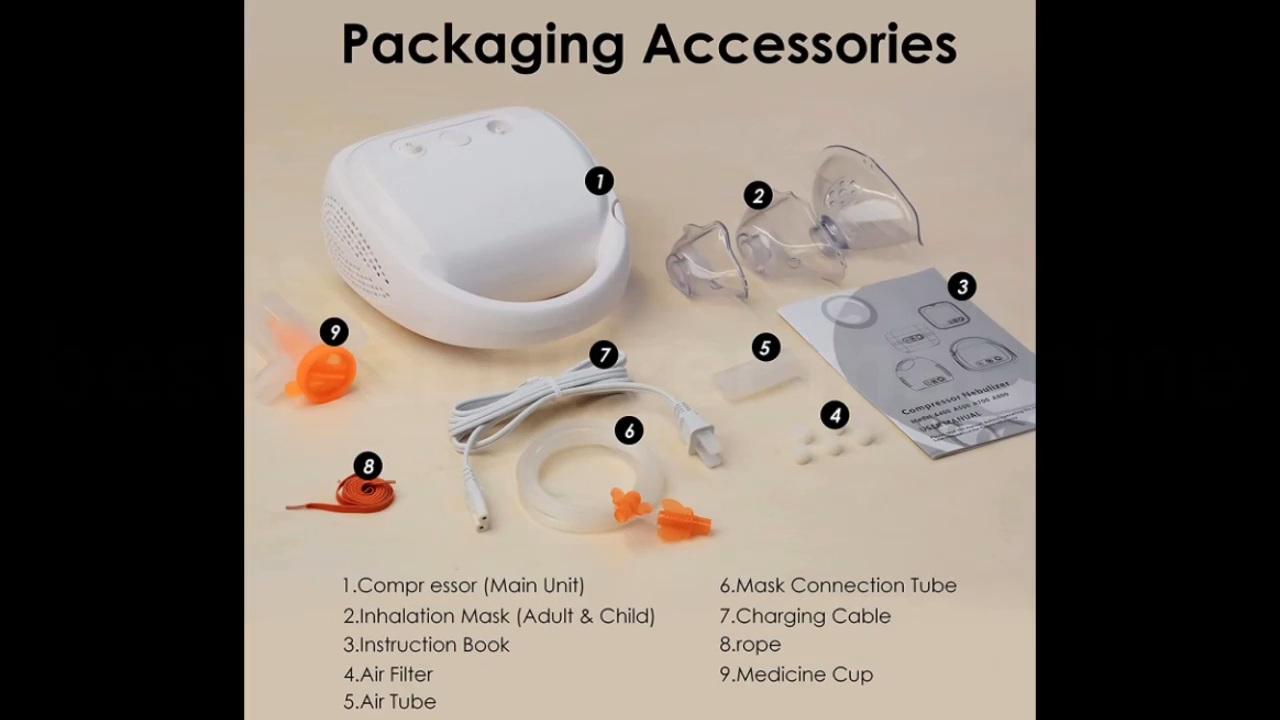 Packaging Accessories
1
2
3
9
7
5
4
6
8
Compressor Nebulizer
USER MANUAL
1.Compr essor (Main Unit)
2.Inhalation Mask (Adult & Child)
3.Instruction Book
4.Air Filter
5.Air Tube
6.Mask Connection Tube
7.Charging Cable
8.rope
9.Medicine Cup